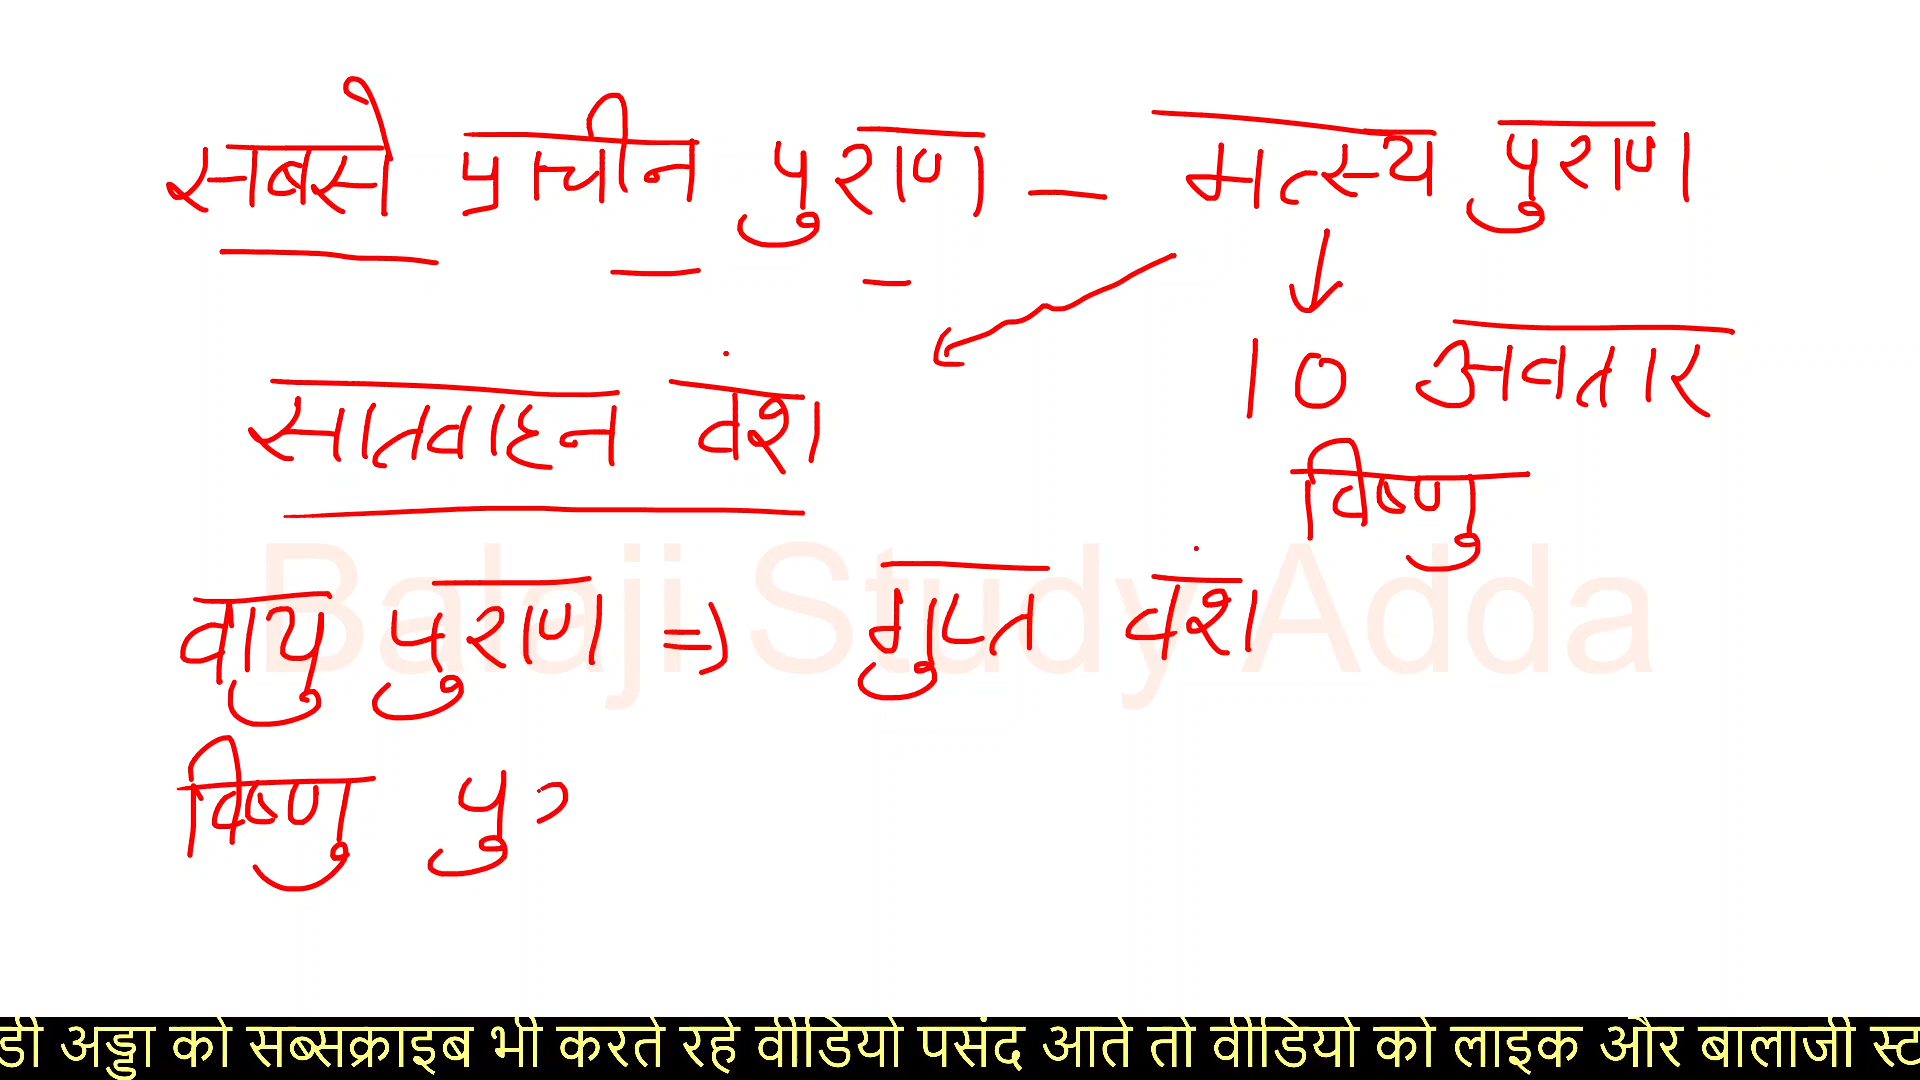 सबसे प्राचीन पुराण — मत्स्य पुराण
10 अवतार
सातवाहन वंश
विष्णु
Balaji Study Adda
वायु पुराण => गुप्त वंश
विष्णु पु
डी अड्डा को सब्सक्राइब भी करते रहे वीडियो पसंद आते तो वीडियो को लाइक और बालाजी स्ट